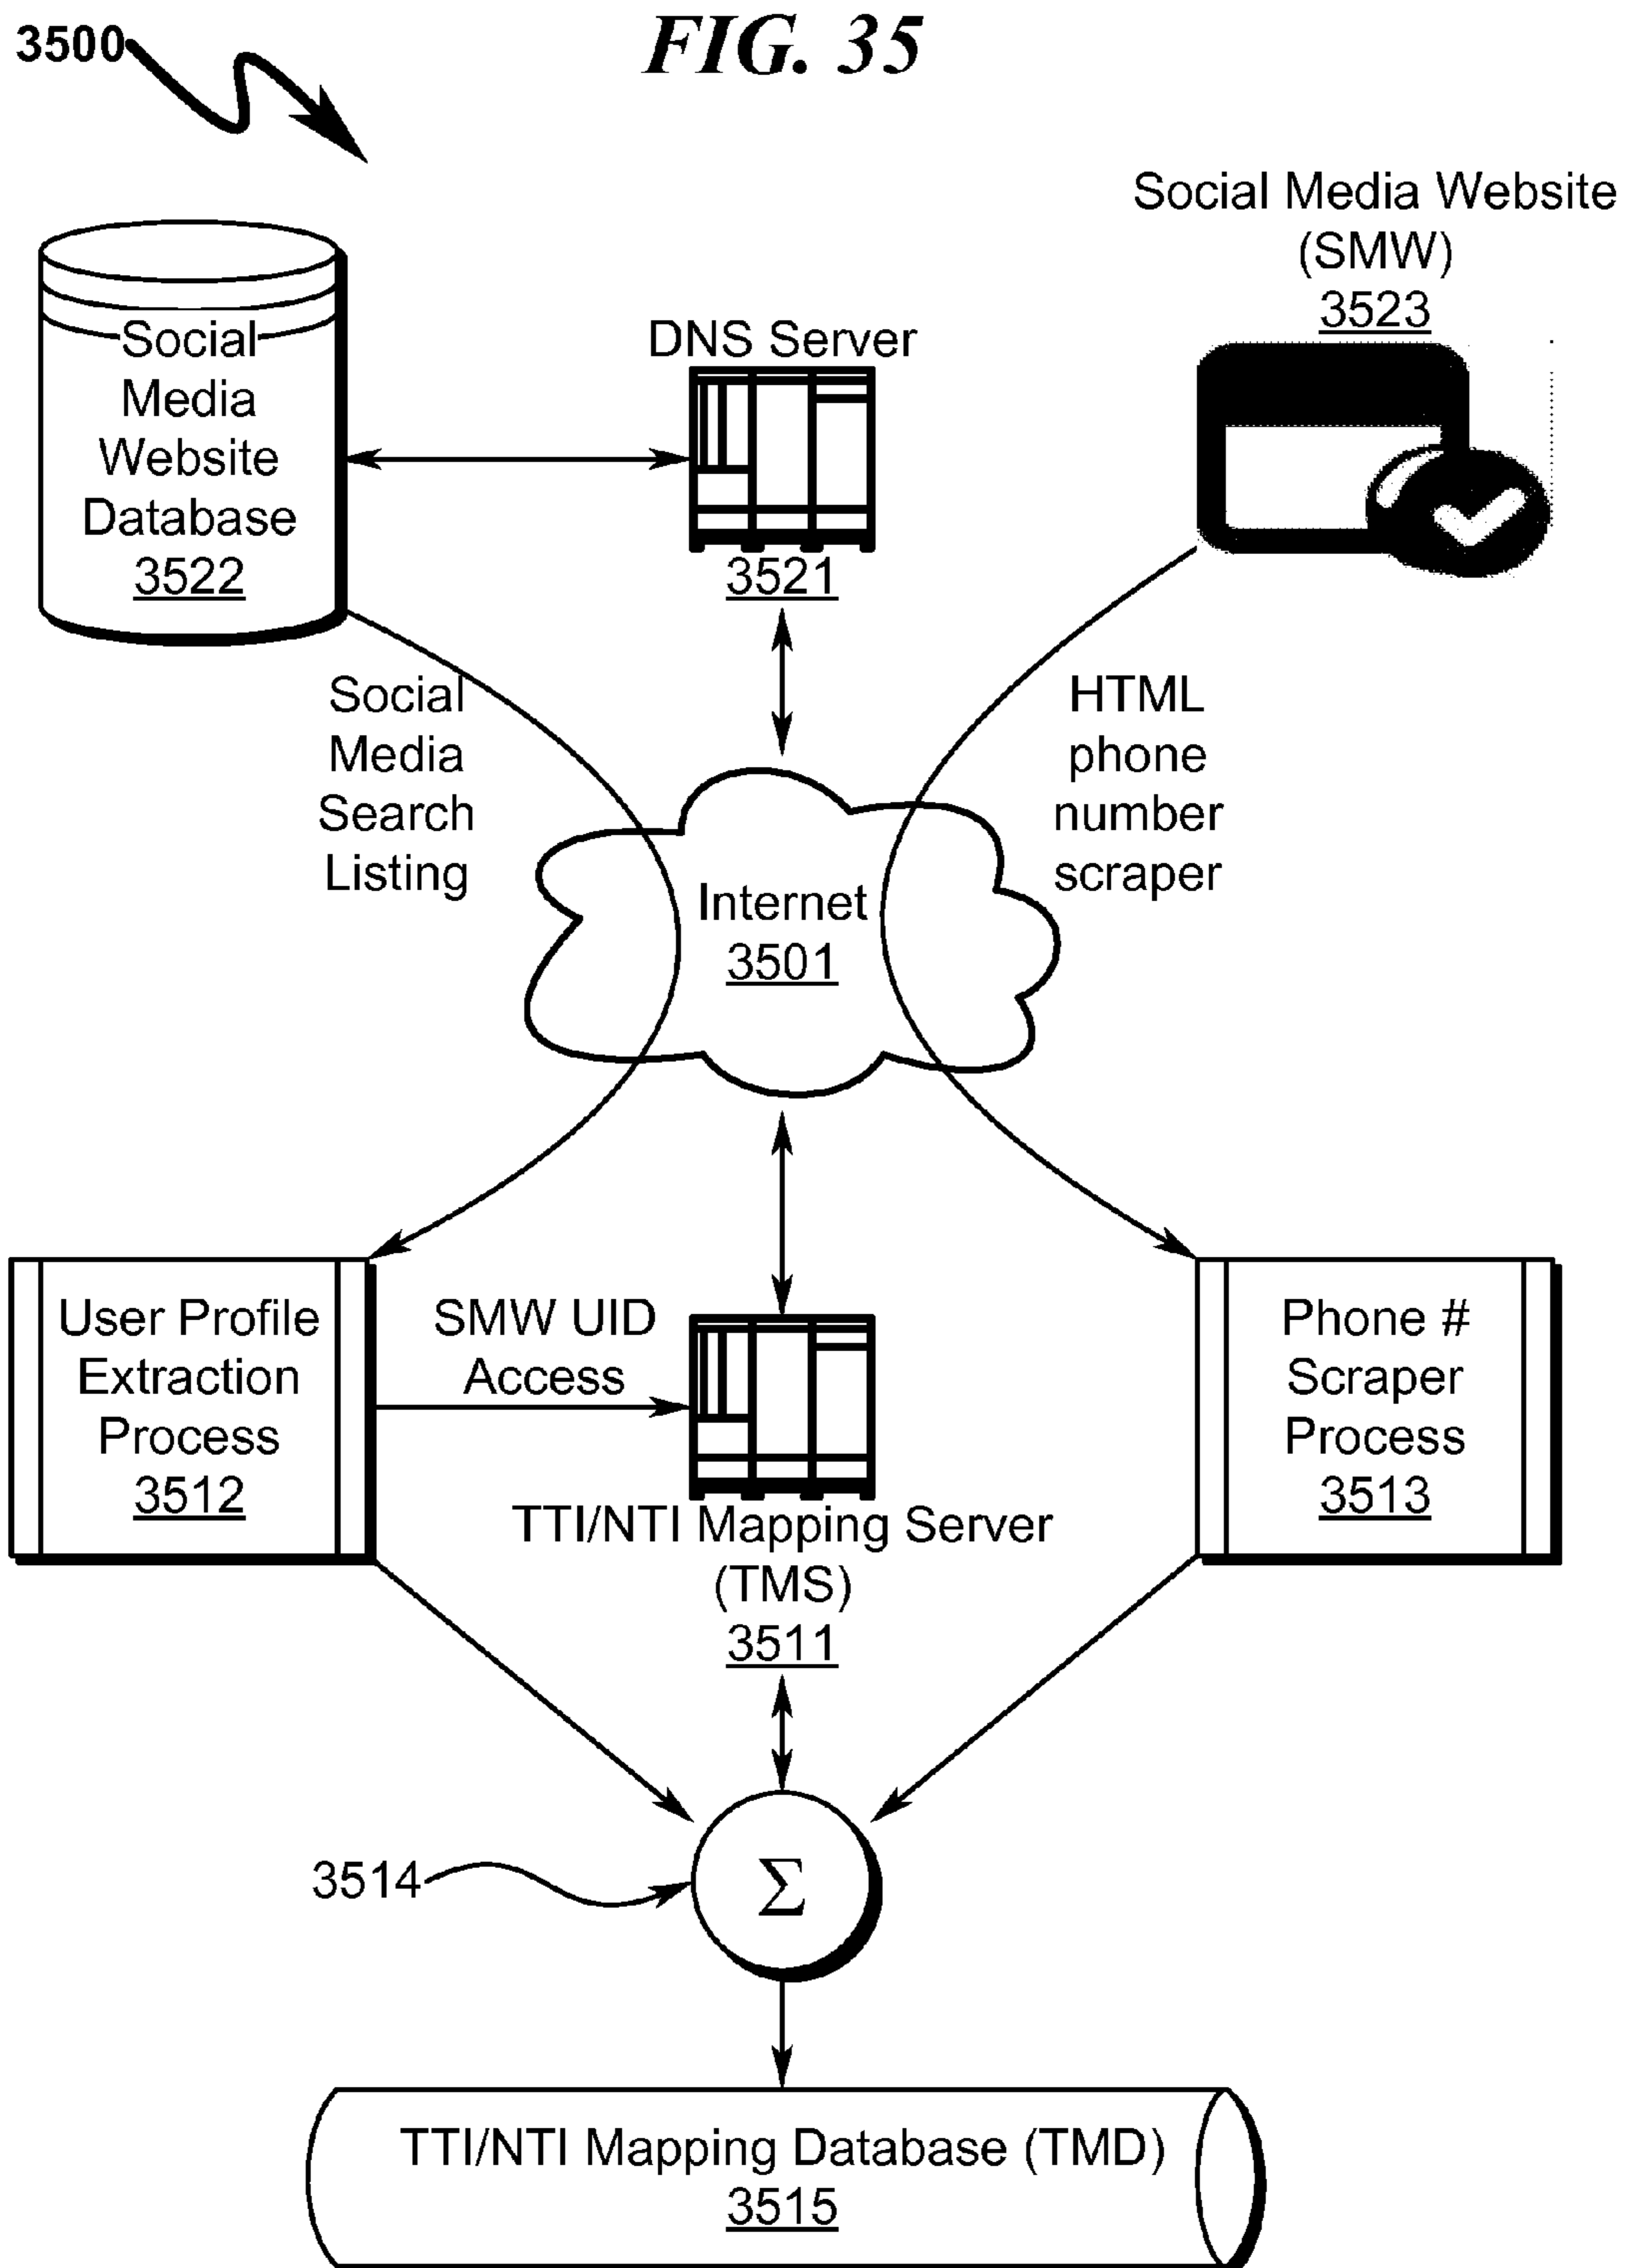 3500
FIG. 35
Social Media Website
(SMW)
3523
Social
Media
Website
Database
3522
DNS Server
3521
Social
Media
Search
Listing
HTML
phone
number
scraper
Internet
3501
User Profile
Extraction
Process
3512
SMW UID
Access
TTI/NTI Mapping Server
(TMS)
3511
Phone #
Scraper
Process
3513
3514
Σ
TTI/NTI Mapping Database (TMD)
3515